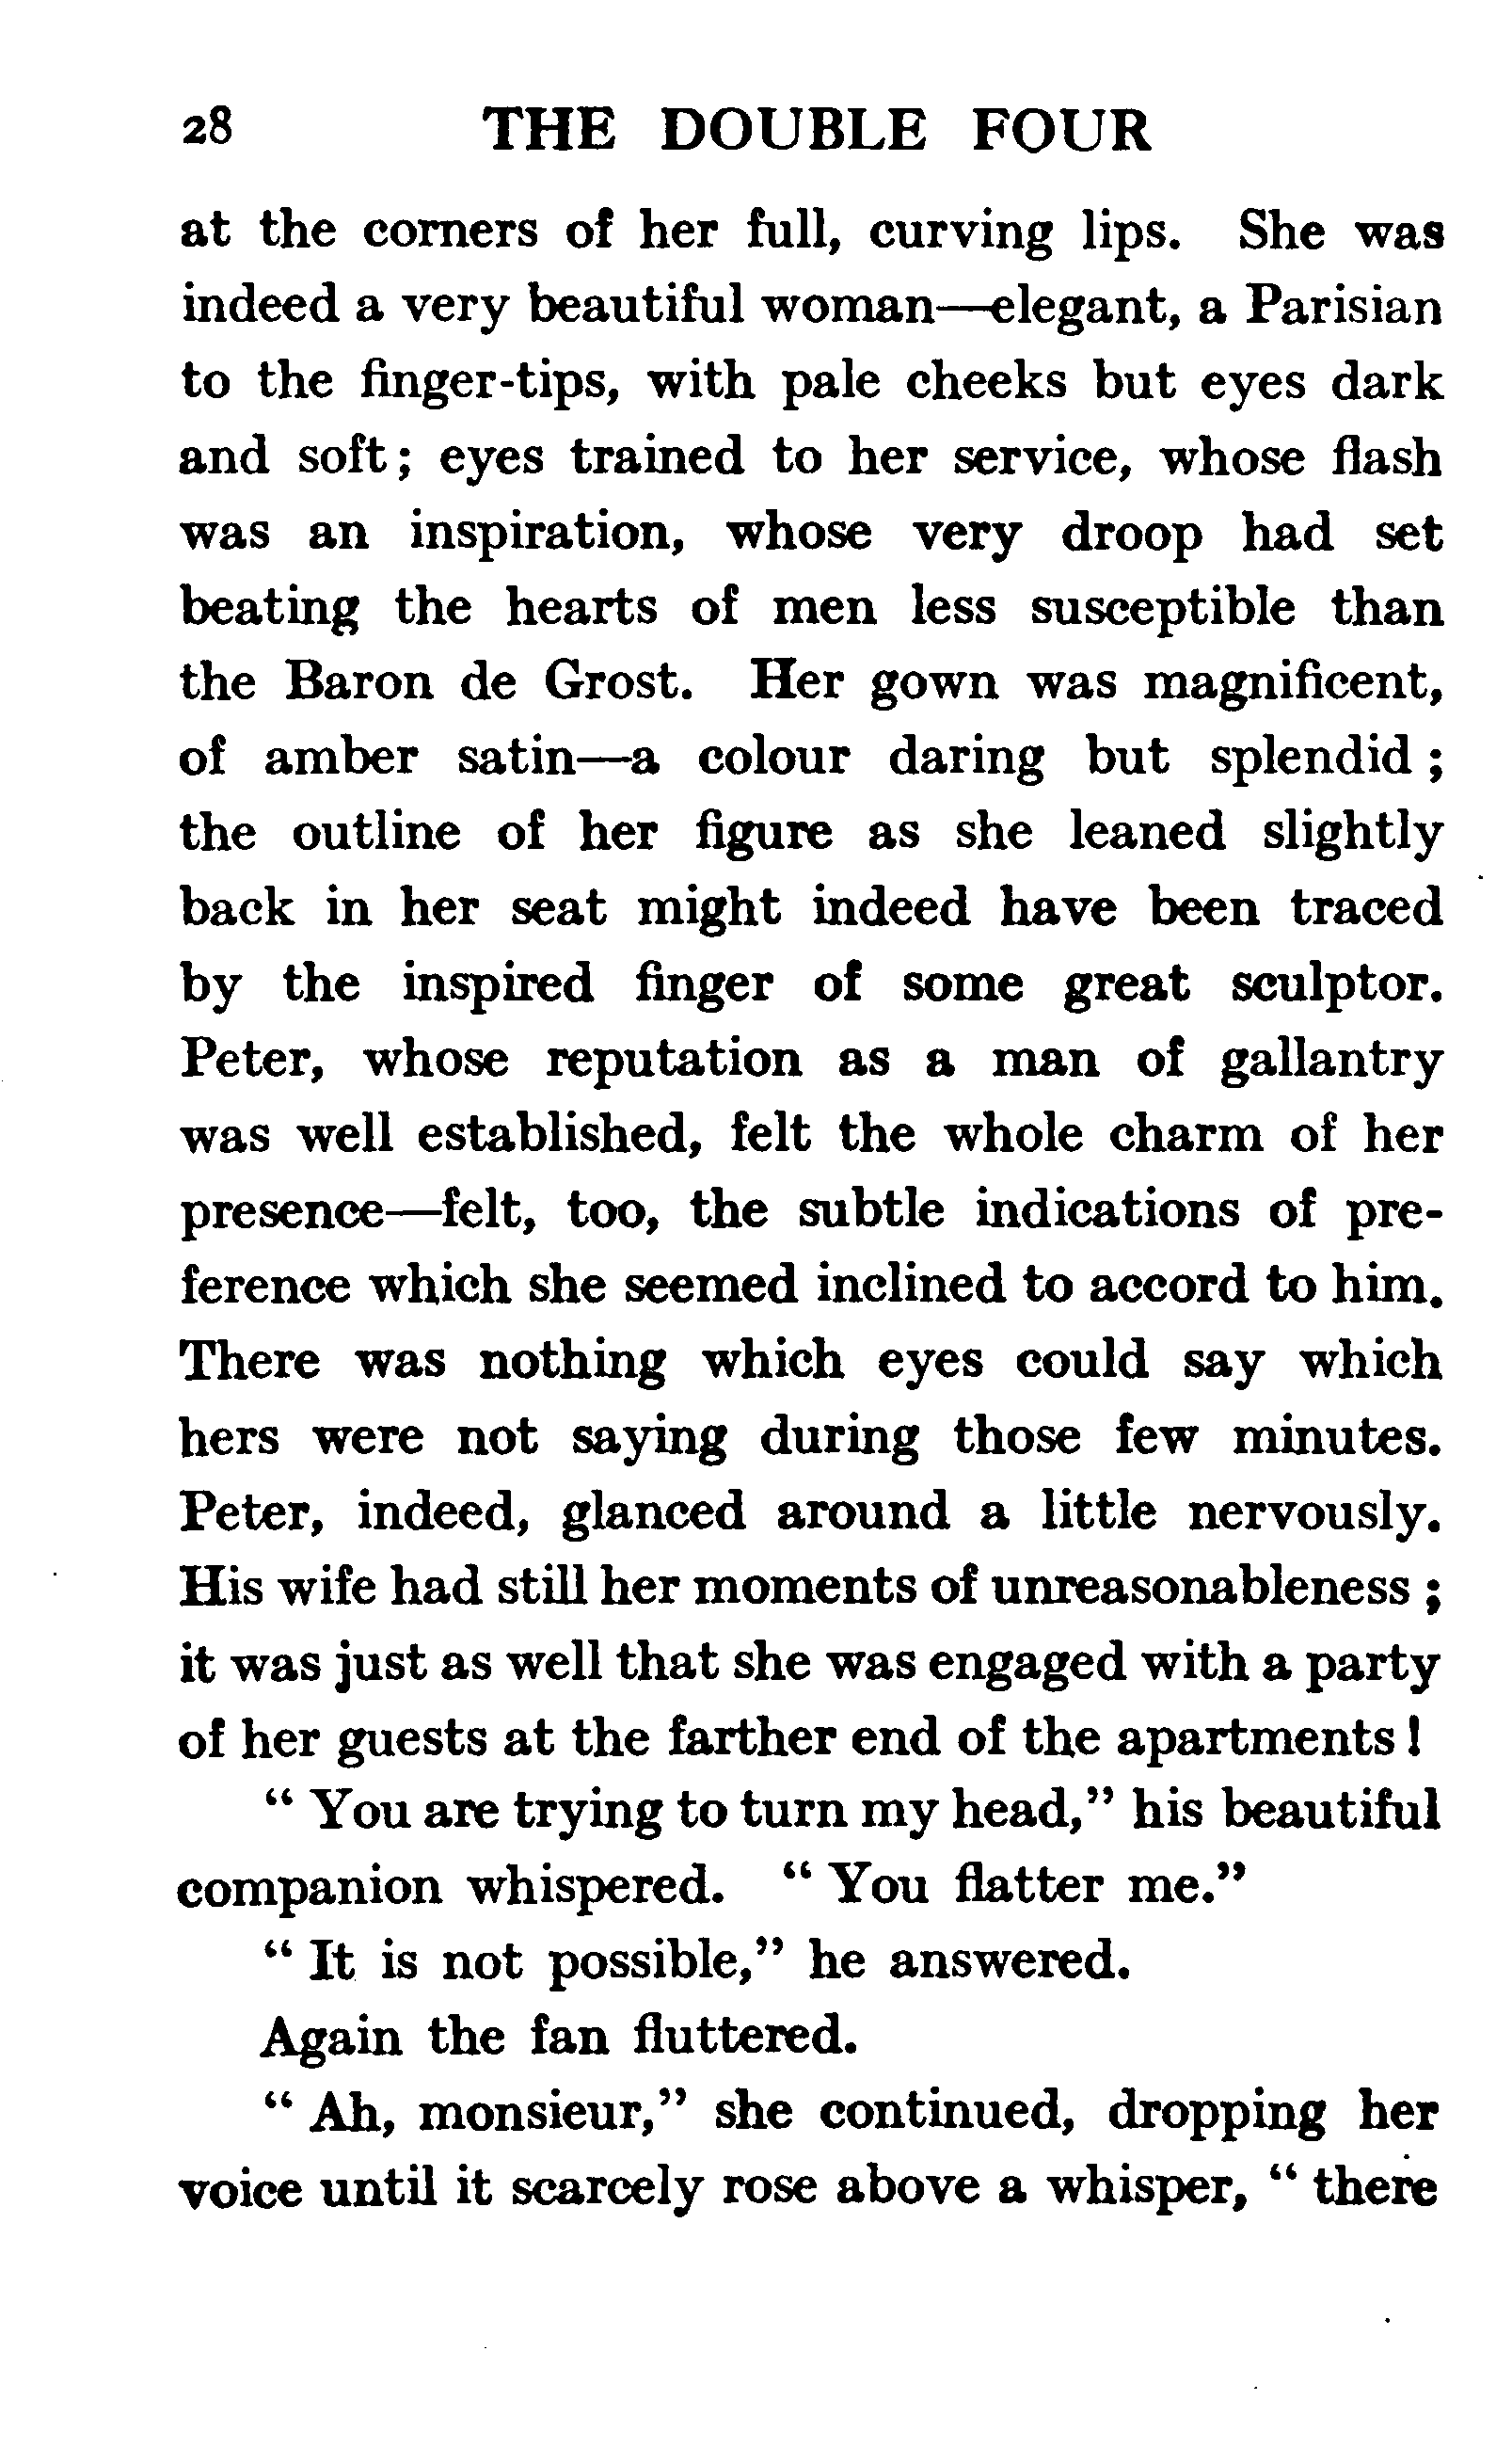 28 THE DOUBLE FOUR
at the corners of her full, curving lips. She was
indeed a very beautiful woman—elegant, a Parisian
to the finger-tips, with pale cheeks but eyes dark
and soft; eyes trained to her service, whose flash
was an inspiration, whose very droop had set
beating the hearts of men less susceptible than
the Baron de Grost. Her gown was magnificent,
of amber satin—a colour daring but splendid;
the outline of her figure as she leaned slightly
back in her seat might indeed have been traced
by the inspired finger of some great sculptor.
Peter, whose reputation as a man of gallantry
was well established, felt the whole charm of her
presence—felt, too, the subtle indications of pre-
ference which she seemed inclined to accord to him.
There was nothing which eyes could say which
hers were not saying during those few minutes.
Peter, indeed, glanced around a little nervously.
His wife had still her moments of unreasonableness;
it was just as well that she was engaged with a party
of her guests at the farther end of the apartments!
"You are trying to turn my head," his beautiful
companion whispered. "You flatter me."
"It is not possible," he answered.
Again the fan fluttered.
"Ah, monsieur," she continued, dropping her
voice until it scarcely rose above a whisper, "there